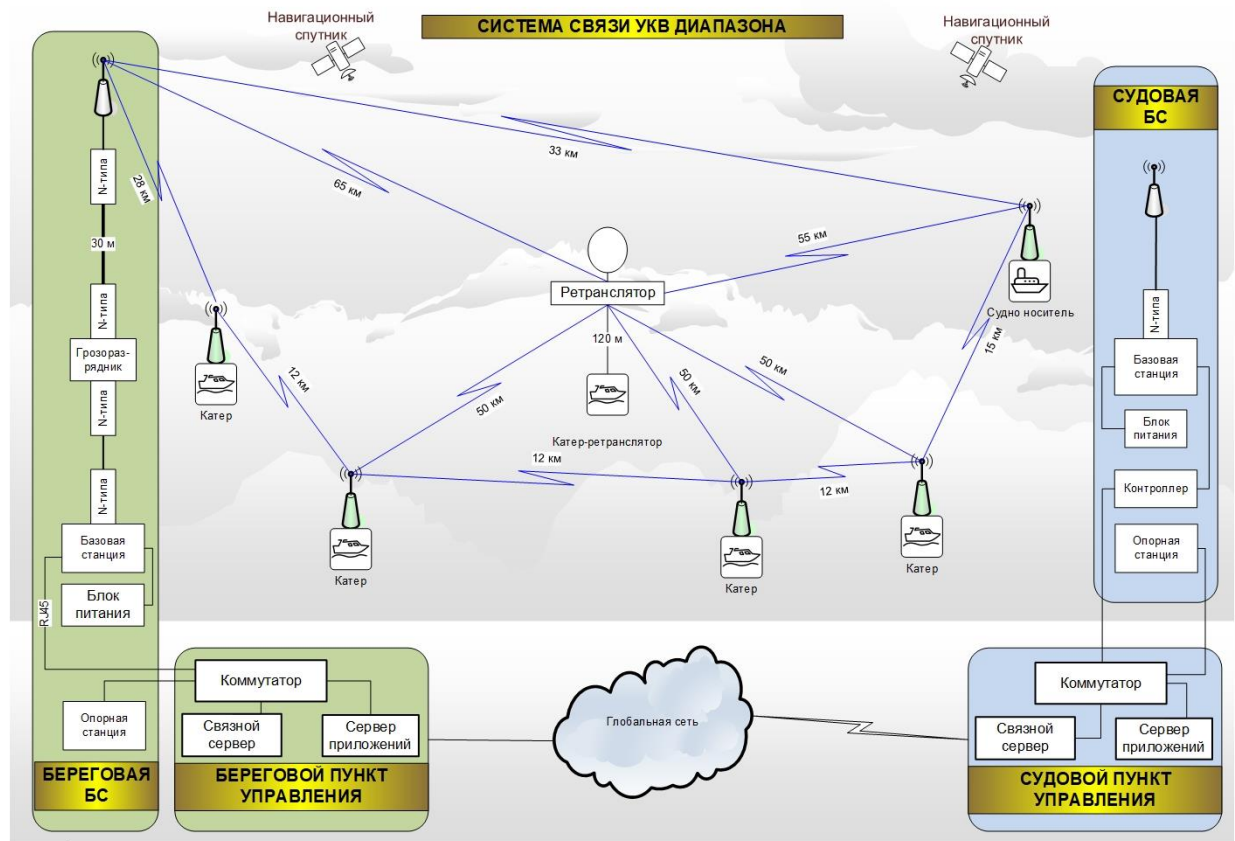 СИСТЕМА СВЯЗИ УКВ ДИАПАЗОНА
Навигационный
спутник
Навигационный
спутник
N-типа
30 м
N-типа
Грозораз-
рядник
N-типа
N-типа
Базовая
станция
Блок
питания
RJ45
Опорная
станция
БЕРЕГОВАЯ
БС
28 км
65 км
33 км
55 км
Ретранслятор
120 м
Катер-ретранслятор
Судно носитель
15 км
Катер
12 км
50 км
50 км
50 км
12 км
12 км
Катер
Катер
Катер
СУДОВАЯ
БС
N-типа
Базовая
станция
Блок
питания
Контроллер
Опорная
станция
Коммутатор
Связной
сервер
Сервер
приложений
БЕРЕГОВОЙ ПУНКТ
УПРАВЛЕНИЯ
Глобальная сеть
Коммутатор
Связной
сервер
Сервер
приложений
СУДОВОЙ ПУНКТ
УПРАВЛЕНИЯ